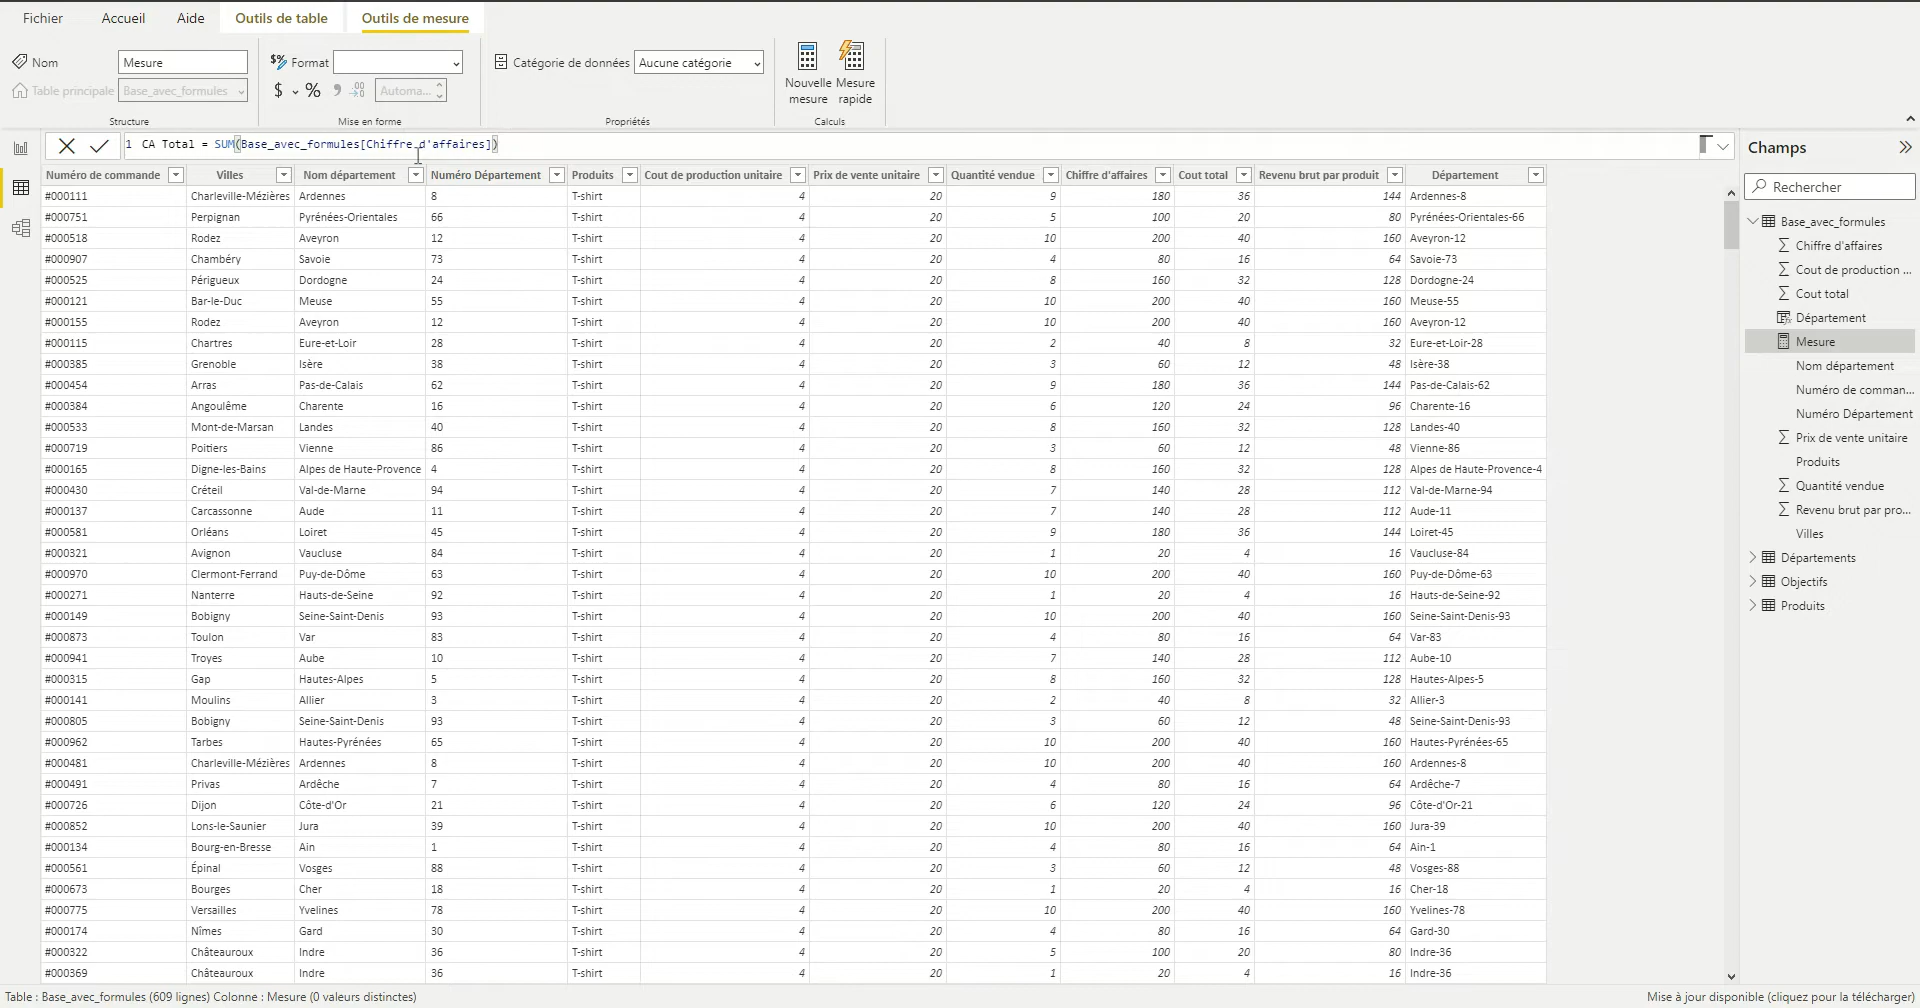 Fichier Accueil Aide Outils de table Outils de mesure
Nom Mesure
Table principale Base_avec_formules
Structure
$% Format
$ % 9 .00 Automa...
Mise en forme
Catégorie de données Aucune catégorie
Propriétés
Nouvelle mesure Mesure rapide
Calculs
1 CA Total = SUM(Base_avec_formules[Chiffre d'affaires])
Numéro de commande Villes Nom département Numéro Département Produits Cout de production unitaire Prix de vente unitaire Quantité vendue Chiffre d'affaires Cout total Revenu brut par produit Département
#000111 Charleville-Mézières Ardennes 8 T-shirt 4 20 9 180 36 144 Ardennes-8
#000751 Perpignan Pyrénées-Orientales 66 T-shirt 4 20 5 100 20 80 Pyrénées-Orientales-66
#000518 Rodez Aveyron 12 T-shirt 4 20 10 200 40 160 Aveyron-12
#000907 Chambéry Savoie 73 T-shirt 4 20 4 80 16 64 Savoie-73
#000525 Périgueux Dordogne 24 T-shirt 4 20 8 160 32 128 Dordogne-24
#000121 Bar-le-Duc Meuse 55 T-shirt 4 20 10 200 40 160 Meuse-55
#000155 Rodez Aveyron 12 T-shirt 4 20 10 200 40 160 Aveyron-12
#000115 Chartres Eure-et-Loir 28 T-shirt 4 20 2 40 8 32 Eure-et-Loir-28
#000385 Grenoble Isère 38 T-shirt 4 20 3 60 12 48 Isère-38
#000454 Arras Pas-de-Calais 62 T-shirt 4 20 9 180 36 144 Pas-de-Calais-62
#000384 Angoulême Charente 16 T-shirt 4 20 6 120 24 96 Charente-16
#000533 Mont-de-Marsan Landes 40 T-shirt 4 20 8 160 32 128 Landes-40
#000719 Poitiers Vienne 86 T-shirt 4 20 3 60 12 48 Vienne-86
#000165 Digne-les-Bains Alpes de Haute-Provence 4 T-shirt 4 20 8 160 32 128 Alpes de Haute-Provence-4
#000430 Créteil Val-de-Marne 94 T-shirt 4 20 7 140 28 112 Val-de-Marne-94
#000137 Carcassonne Aude 11 T-shirt 4 20 7 140 28 112 Aude-11
#000581 Orléans Loiret 45 T-shirt 4 20 9 180 36 144 Loiret-45
#000321 Avignon Vaucluse 84 T-shirt 4 20 1 20 4 16 Vaucluse-84
#000970 Clermont-Ferrand Puy-de-Dôme 63 T-shirt 4 20 10 200 40 160 Puy-de-Dôme-63
#000271 Nanterre Hauts-de-Seine 92 T-shirt 4 20 1 20 4 16 Hauts-de-Seine-92
#000149 Bobigny Seine-Saint-Denis 93 T-shirt 4 20 10 200 40 160 Seine-Saint-Denis-93
#000873 Toulon Var 83 T-shirt 4 20 4 80 16 64 Var-83
#000941 Troyes Aube 10 T-shirt 4 20 7 140 28 112 Aube-10
#000315 Gap Hautes-Alpes 5 T-shirt 4 20 8 160 32 128 Hautes-Alpes-5
#000141 Moulins Allier 3 T-shirt 4 20 2 40 8 32 Allier-3
#000805 Bobigny Seine-Saint-Denis 93 T-shirt 4 20 3 60 12 48 Seine-Saint-Denis-93
#000962 Tarbes Hautes-Pyrénées 65 T-shirt 4 20 10 200 40 160 Hautes-Pyrénées-65
#000481 Charleville-Mézières Ardennes 8 T-shirt 4 20 10 200 40 160 Ardennes-8
#000491 Privas Ardèche 7 T-shirt 4 20 4 80 16 64 Ardèche-7
#000726 Dijon Côte-d'Or 21 T-shirt 4 20 6 120 24 96 Côte-d'Or-21
#000852 Lons-le-Saunier Jura 39 T-shirt 4 20 10 200 40 160 Jura-39
#000134 Bourg-en-Bresse Ain 1 T-shirt 4 20 4 80 16 64 Ain-1
#000561 Épinal Vosges 88 T-shirt 4 20 3 60 12 48 Vosges-88
#000673 Bourges Cher 18 T-shirt 4 20 1 20 4 16 Cher-18
#000775 Versailles Yvelines 78 T-shirt 4 20 10 200 40 160 Yvelines-78
#000174 Nîmes Gard 30 T-shirt 4 20 4 80 16 64 Gard-30
#000322 Châteauroux Indre 36 T-shirt 4 20 5 100 20 80 Indre-36
#000369 Châteauroux Indre 36 T-shirt 4 20 1 20 4 16 Indre-36
Champs
Rechercher
Base_avec_formules
Chiffre d'affaires
Cout de production ...
Cout total
Département
Mesure
Nom département
Numéro de comman...
Numéro Département
Prix de vente unitaire
Produits
Quantité vendue
Revenu brut par pro...
Villes
Départements
Objectifs
Produits
Table : Base_avec_formules (609 lignes) Colonne : Mesure (0 valeurs distinctes)
Mise à jour disponible (cliquez pour la télécharger)